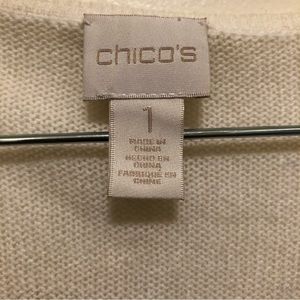 chico's
1
MADE IN
CHINA
HECHO EN
CHINA
FABRIQUÉ EN
CHINE